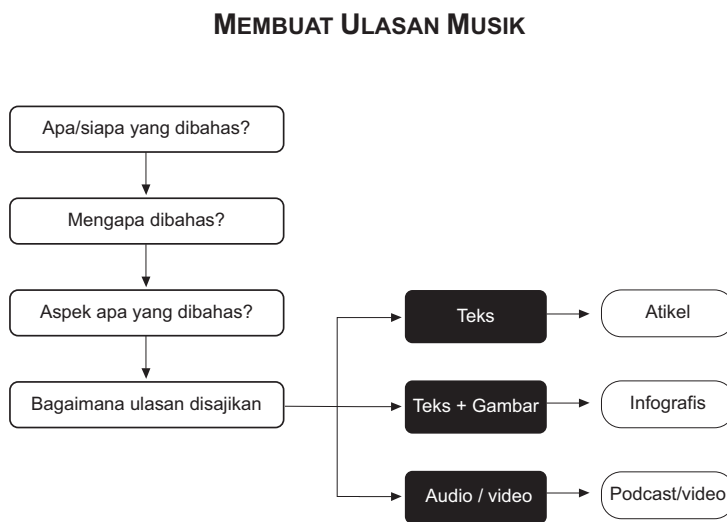 MEMBUAT ULASAN MUSIK
Apa/siapa yang dibahas?
Mengapa dibahas?
Aspek apa yang dibahas?
Bagaimana ulasan disajikan
Teks
Atikel
Teks + Gambar
Infografis
Audio / video
Podcast/video